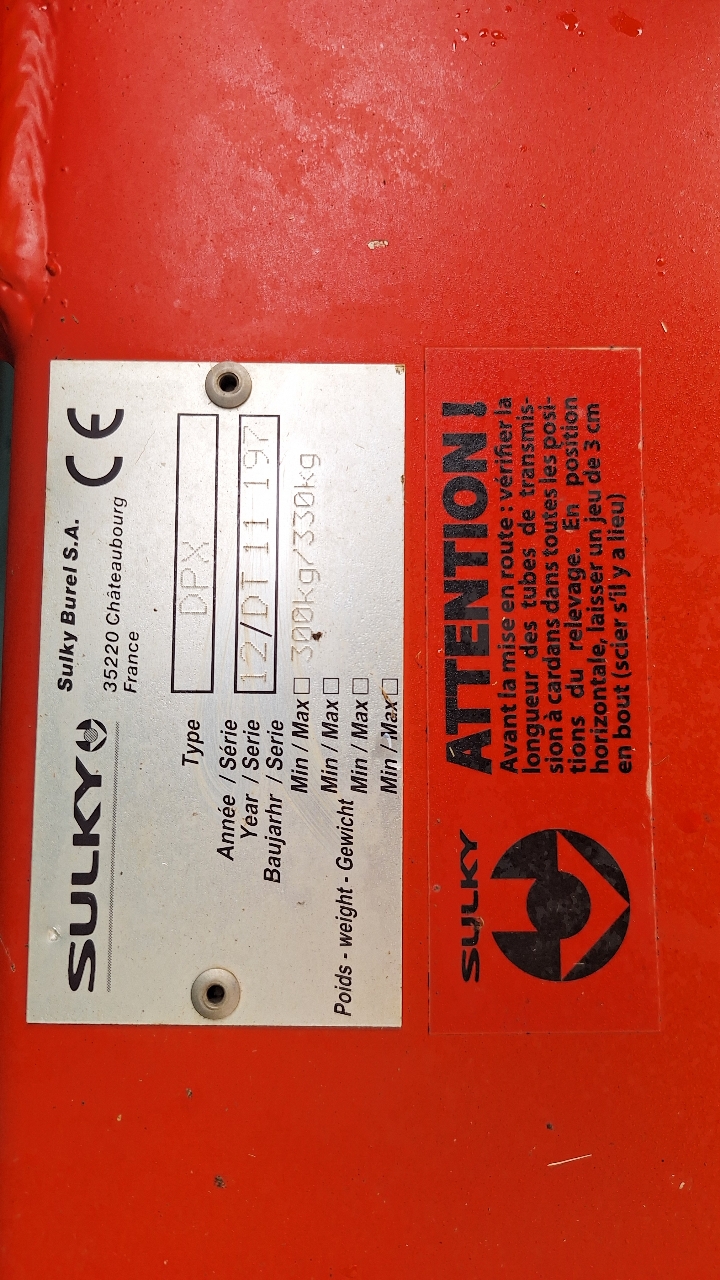 SULKY
Sulky Burel S.A.
35220 Châteaubourg
France
CE
Type DPX
Année / Série
Year / Serie 12/DT 11 197
Baujarhr / Serie
Min / Max 300kg/330kg
Min / Max
Poids - weight - Gewicht Min / Max
Min / Max
SULKY
ATTENTION !
Avant la mise en route : vérifier la
longueur des tubes de transmis-
sion à cardans dans toutes les posi-
tions du relevage. En position
horizontale, laisser un jeu de 3 cm
en bout (scier s'il y a lieu)